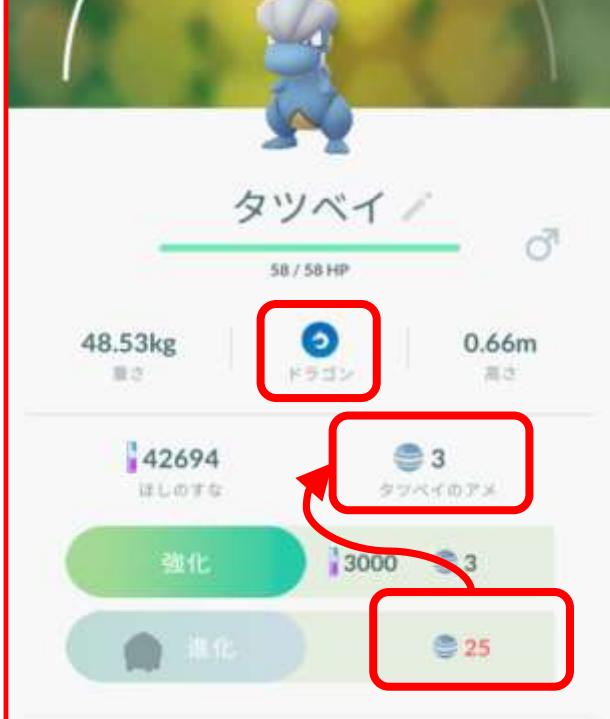 タツベイ
58 / 58 HP
48.53kg
重さ
ドラゴン
0.66m
高さ
42694
ほしのすな
3
タツベイのアメ
強化
3000
3
進化
25